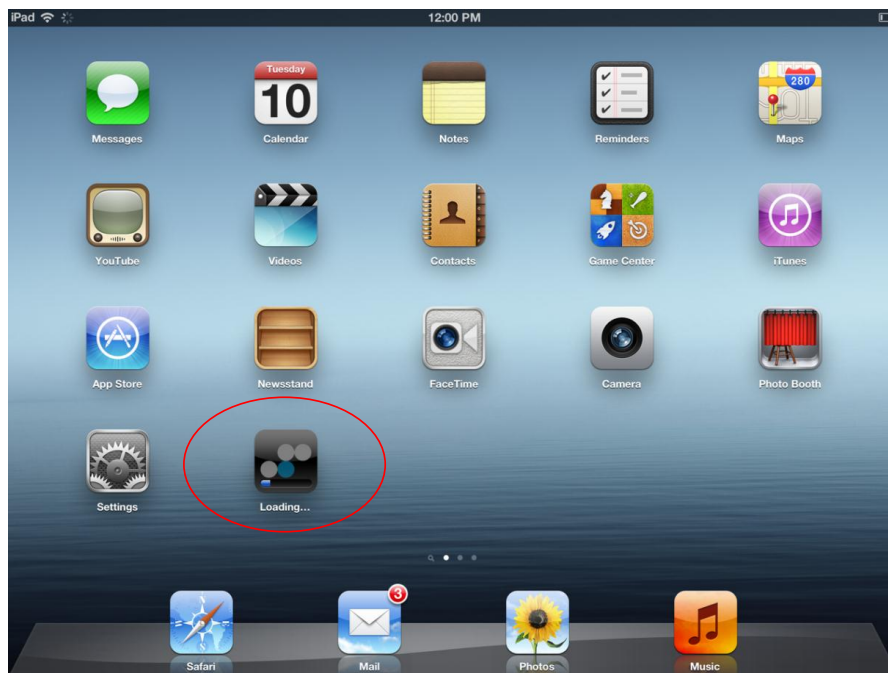 iPad 12:00 PM
Tuesday
10
280
Messages Calendar Notes Reminders Maps
YouTube Videos Contacts Game Center iTunes
App Store Newsstand FaceTime Camera Photo Booth
Settings Loading...
3
Safari Mail Photos Music